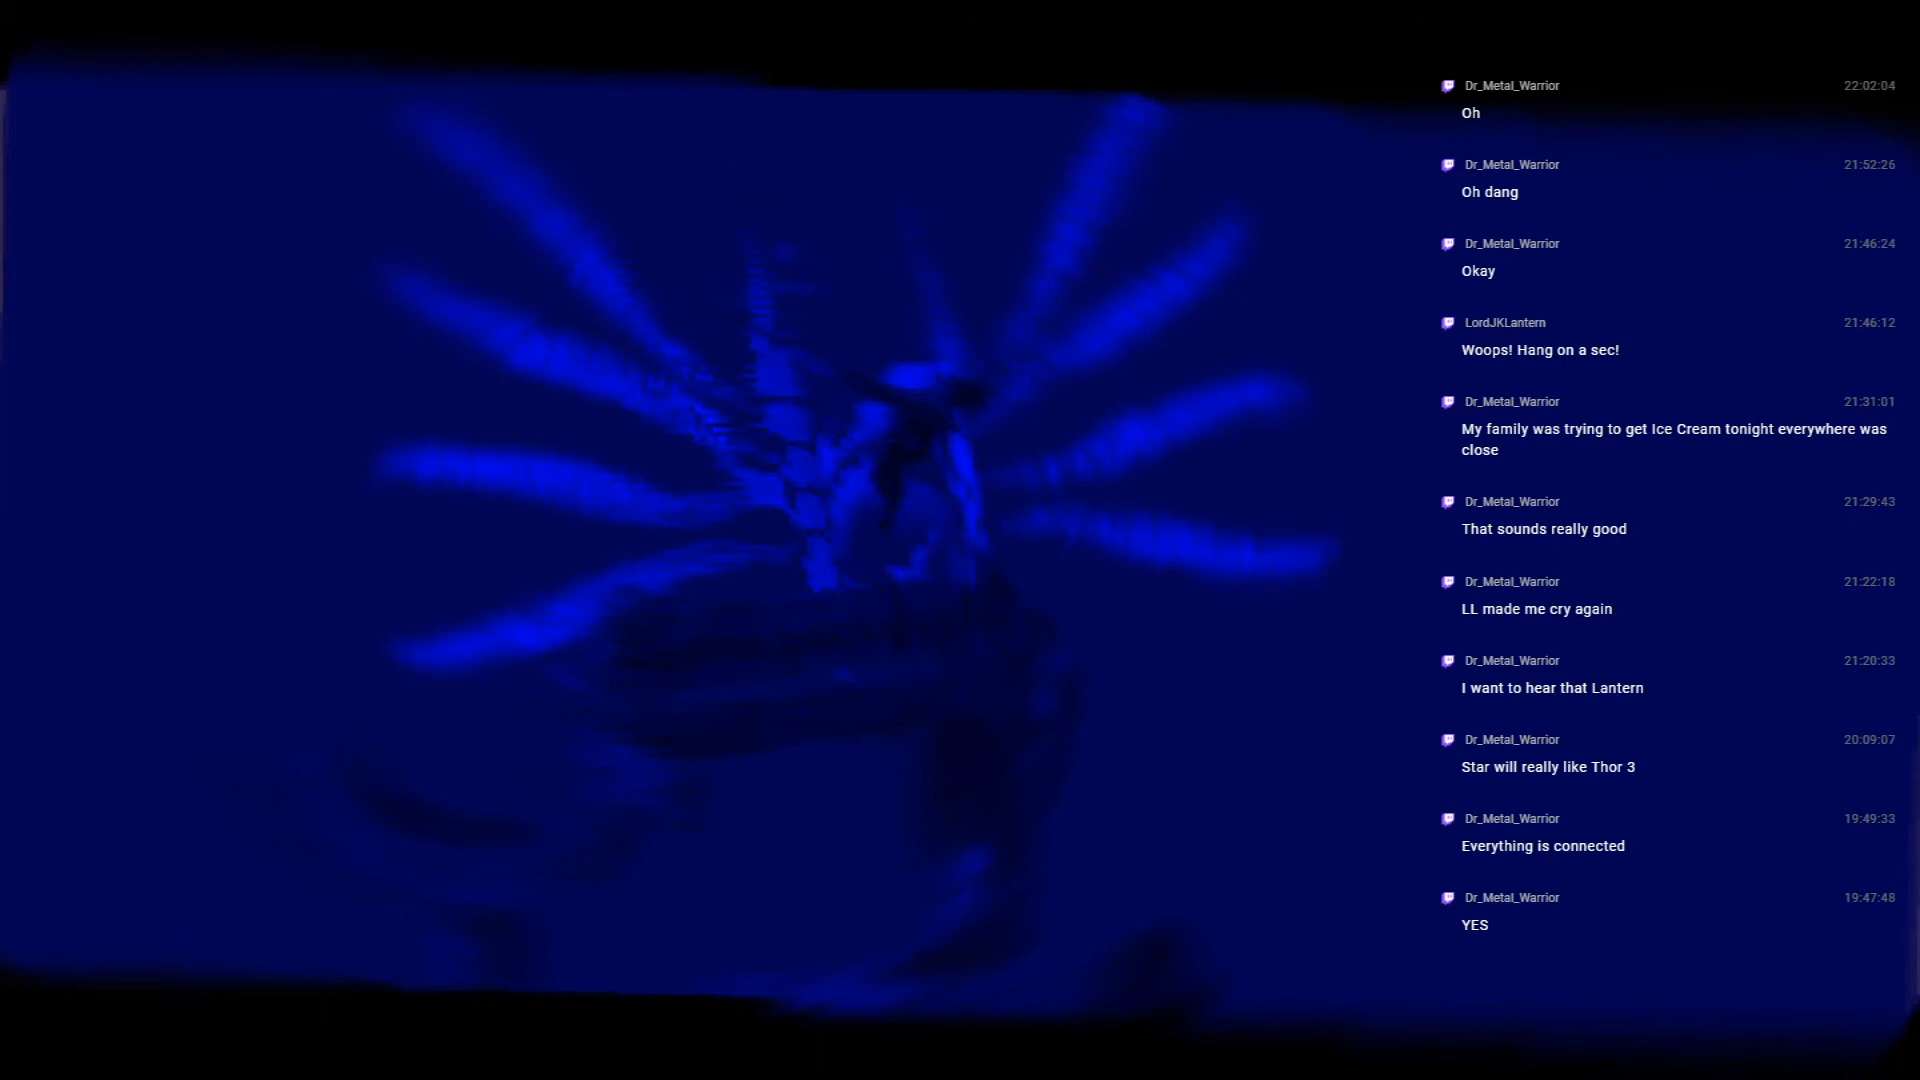 Dr_Metal_Warrior 22:02:04
Oh
Dr_Metal_Warrior 21:52:26
Oh dang
Dr_Metal_Warrior 21:46:24
Okay
LordJKLantern 21:46:12
Woops! Hang on a sec!
Dr_Metal_Warrior 21:31:01
My family was trying to get Ice Cream tonight everywhere was
close
Dr_Metal_Warrior 21:29:43
That sounds really good
Dr_Metal_Warrior 21:22:18
LL made me cry again
Dr_Metal_Warrior 21:20:33
I want to hear that Lantern
Dr_Metal_Warrior 20:09:07
Star will really like Thor 3
Dr_Metal_Warrior 19:49:33
Everything is connected
Dr_Metal_Warrior 19:47:48
YES